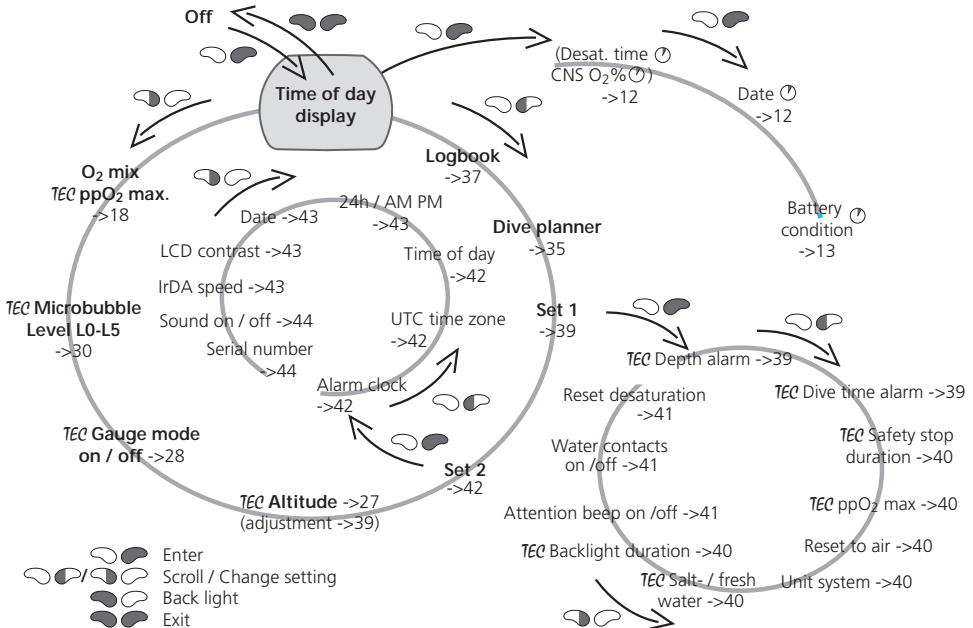 Off
Time of day
display
(Desat. time
CNS O₂%)
->12
Date
->12
Battery
condition
->13
Logbook
->37
Dive planner
->35
Set 1
->39
Set 2
->42
TEC Altitude ->27
(adjustment ->39)
TEC Gauge mode
on / off ->28
TEC Microbubble
Level L0-L5
->30
O₂ mix
TEC ppO₂ max.
->18
Alarm clock
->42
UTC time zone
->42
Time of day
->42
24h / AM PM
->43
Date ->43
LCD contrast ->43
IrDA speed ->43
Sound on / off ->44
Serial number
->44
TEC Depth alarm ->39
TEC Dive time alarm ->39
TEC Safety stop
duration ->40
TEC ppO₂ max ->40
Reset to air ->40
Unit system ->40
TEC Salt- / fresh
water ->40
TEC Backlight duration ->40
Attention beep on /off ->41
Water contacts
on /off ->41
Reset desaturation
->41
Enter
/ Scroll / Change setting
Back light
Exit